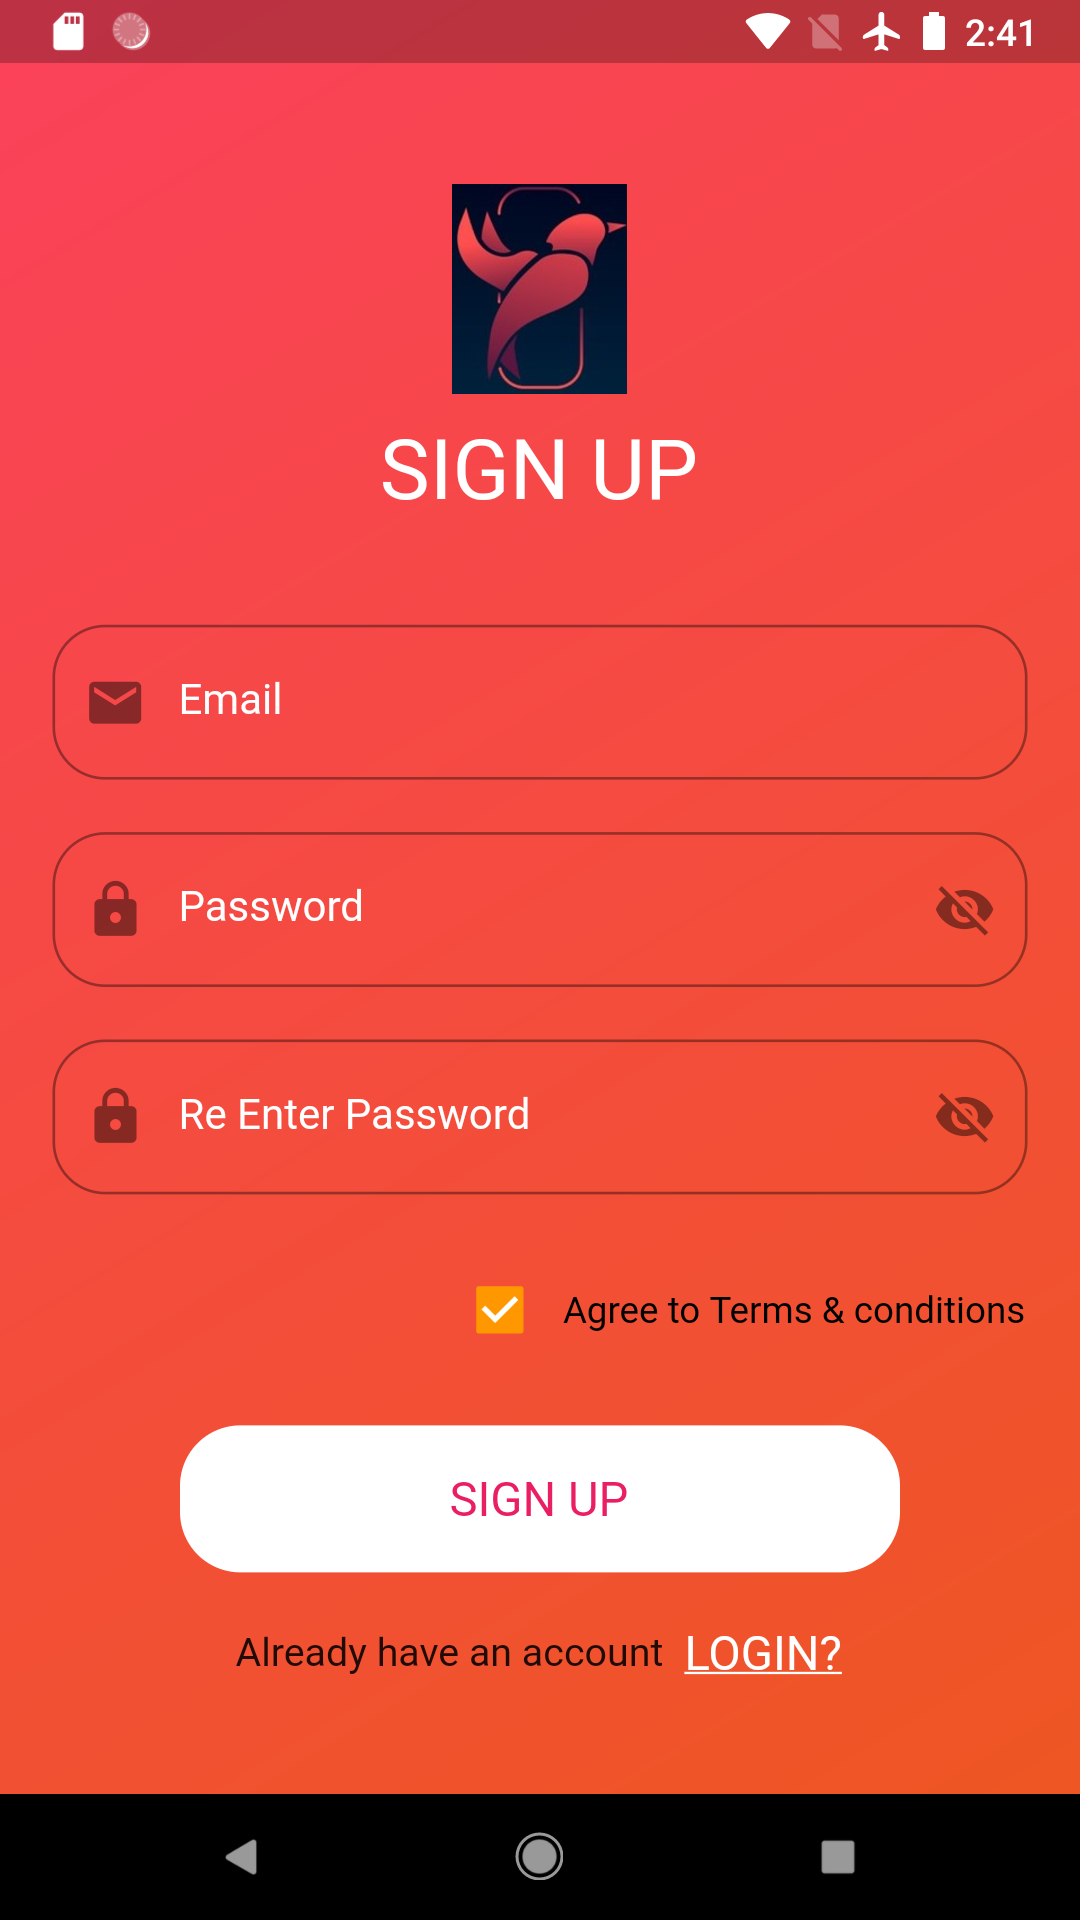 2:41
SIGN UP
Email
Password
Re Enter Password
Agree to Terms & conditions
SIGN UP
Already have an account LOGIN?